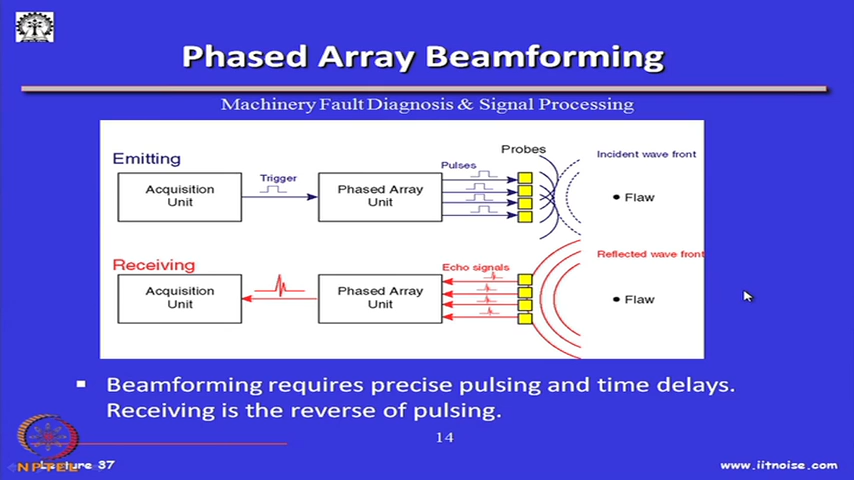 Phased Array Beamforming
Machinery Fault Diagnosis & Signal Processing
Emitting
Acquisition
Unit
Trigger
Phased Array
Unit
Pulses
Probes
Incident wave front
Flaw
Receiving
Acquisition
Unit
Phased Array
Unit
Echo signals
Reflected wave front
Flaw
Beamforming requires precise pulsing and time delays.
Receiving is the reverse of pulsing.
14
NPTEL
Lecture 37
www.iitnoise.com